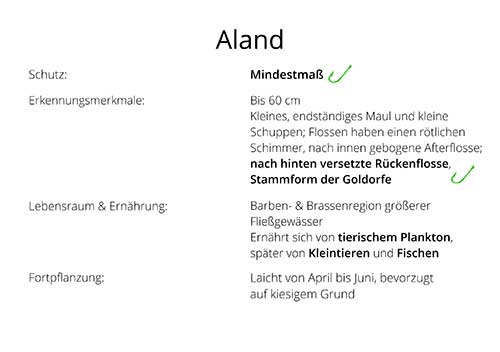 Aland
Schutz:
Mindestmaß
Erkennungsmerkmale:
Bis 60 cm
Kleines, endständiges Maul und kleine
Schuppen; Flossen haben einen rötlichen
Schimmer, nach innen gebogene Afterflosse;
nach hinten versetzte Rückenflosse,
Stammform der Goldorfe
Lebensraum & Ernährung:
Barben- & Brassenregion größerer
Fließgewässer
Ernährt sich von tierischem Plankton,
später von Kleintieren und Fischen
Fortpflanzung:
Laicht von April bis Juni, bevorzugt
auf kiesigem Grund